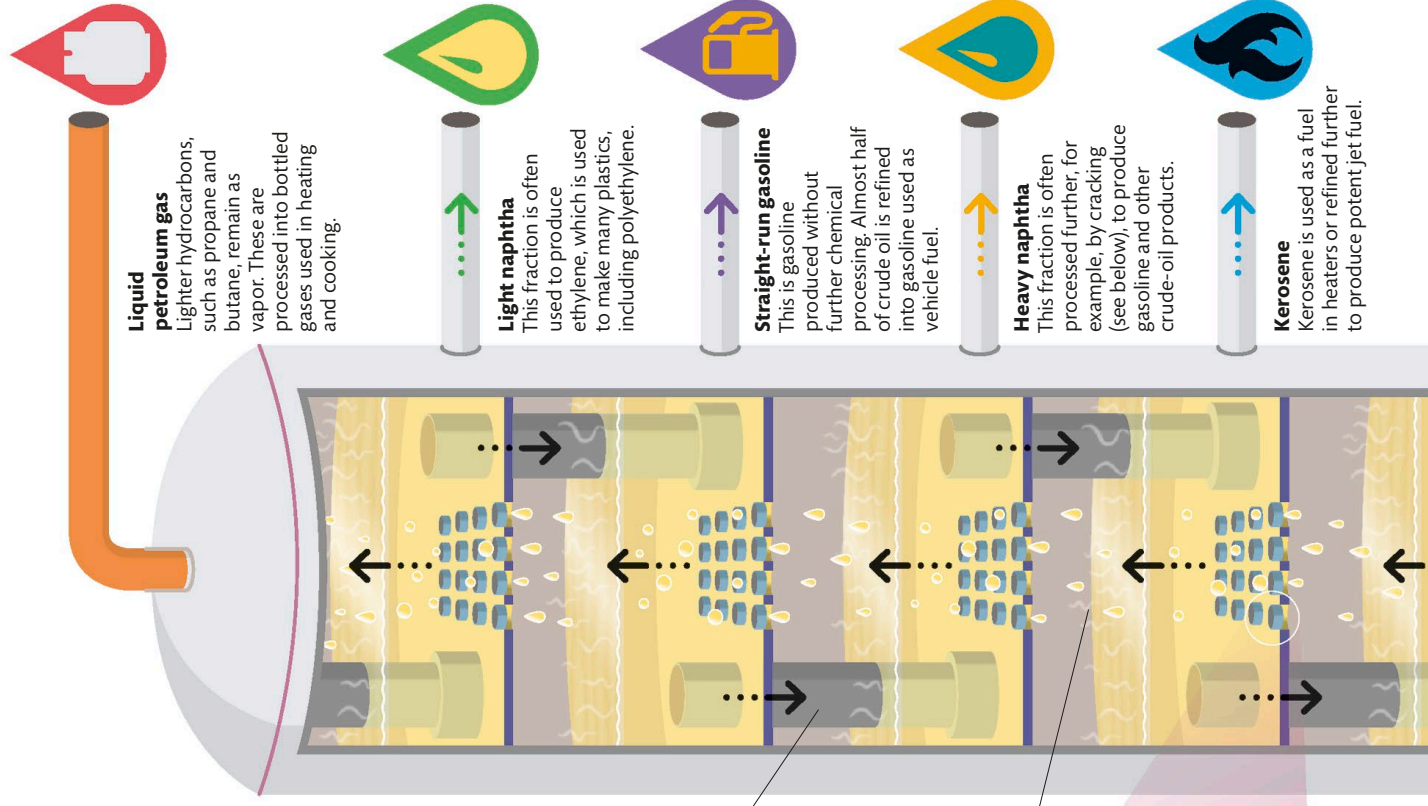 Liquid
petroleum gas
Lighter hydrocarbons,
such as propane and
butane, remain as
vapor. These are
processed into bottled
gases used in heating
and cooking.
Light naphtha
This fraction is often
used to produce
ethylene, which is used
to make many plastics,
including polyethylene.
Straight-run gasoline
This is gasoline
produced without
further chemical
processing. Almost half
of crude oil is refined
into gasoline used as
vehicle fuel.
Heavy naphtha
This fraction is often
processed further, for
example, by cracking
(see below), to produce
gasoline and other
crude-oil products.
Kerosene
Kerosene is used as a fuel
in heaters or refined further
to produce potent jet fuel.